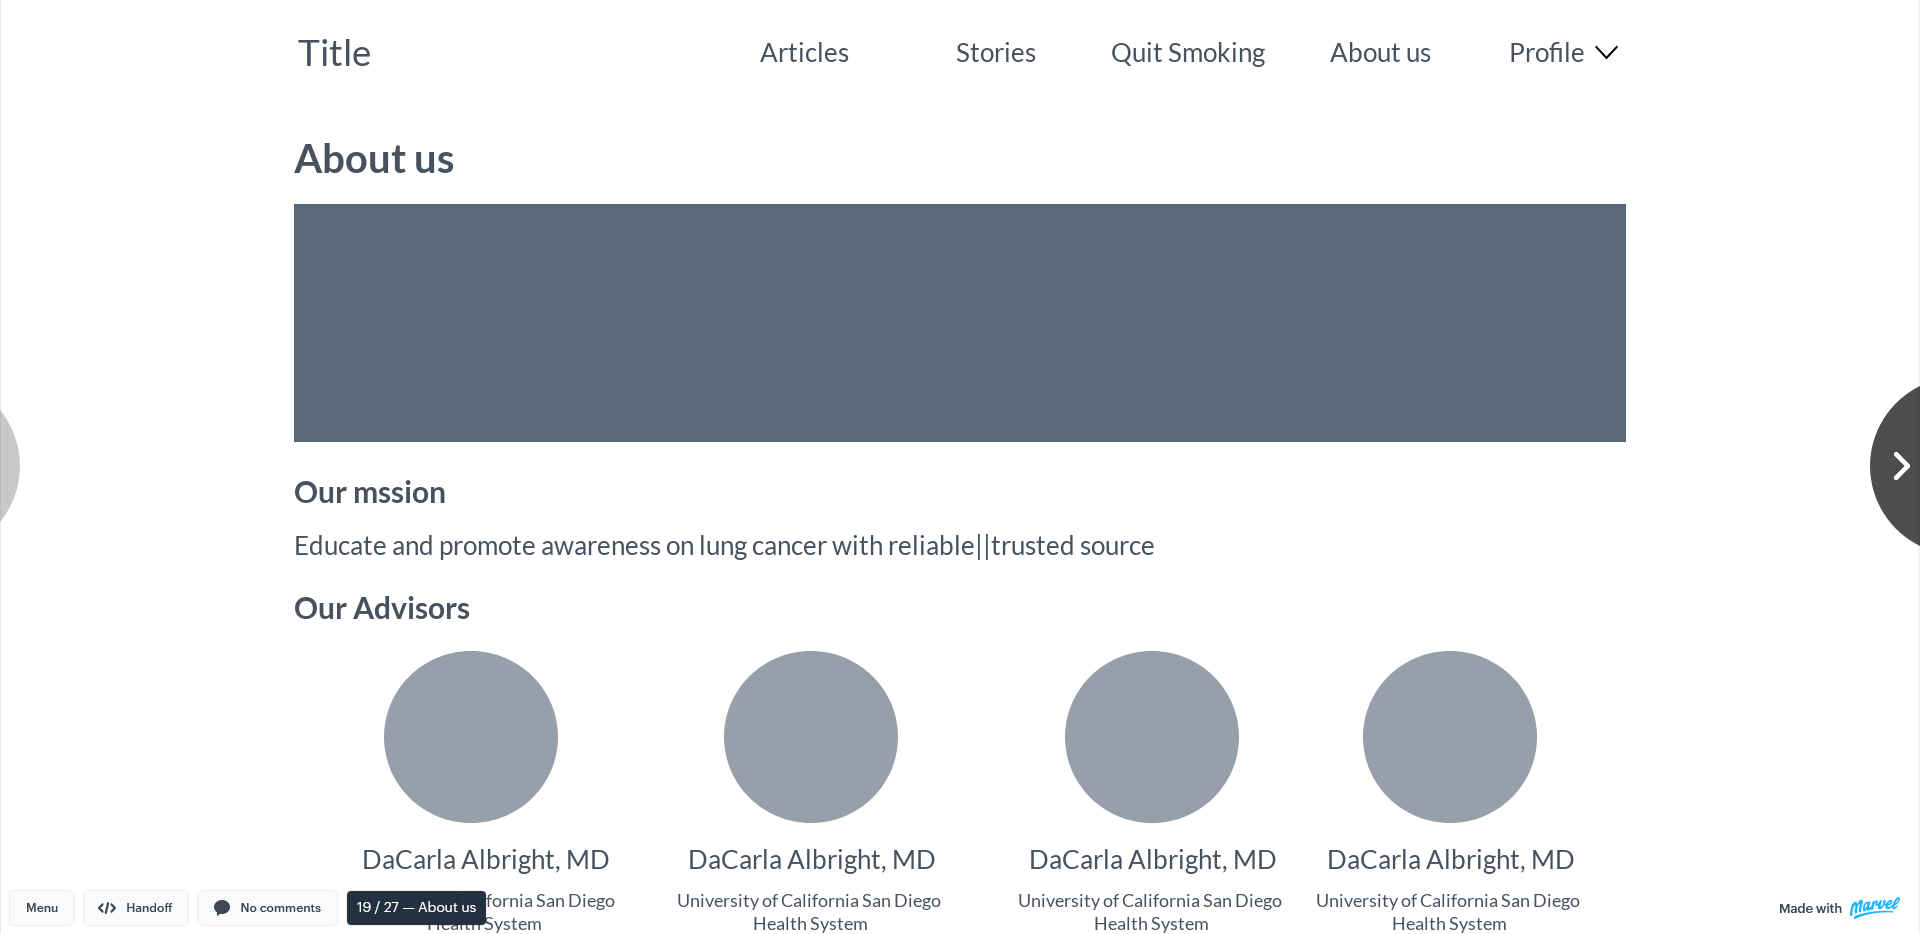 Title
Articles
Stories
Quit Smoking
About us
Profile
About us
Our mssion
Educate and promote awareness on lung cancer with reliable||trusted source
Our Advisors
DaCarla Albright, MD
DaCarla Albright, MD
DaCarla Albright, MD
DaCarla Albright, MD
San Diego
System
University of California San Diego
Health System
University of California San Diego
Health System
University of California San Diego
Health System
Menu
Handoff
No comments
19 / 27 — About us
Made with Marvel